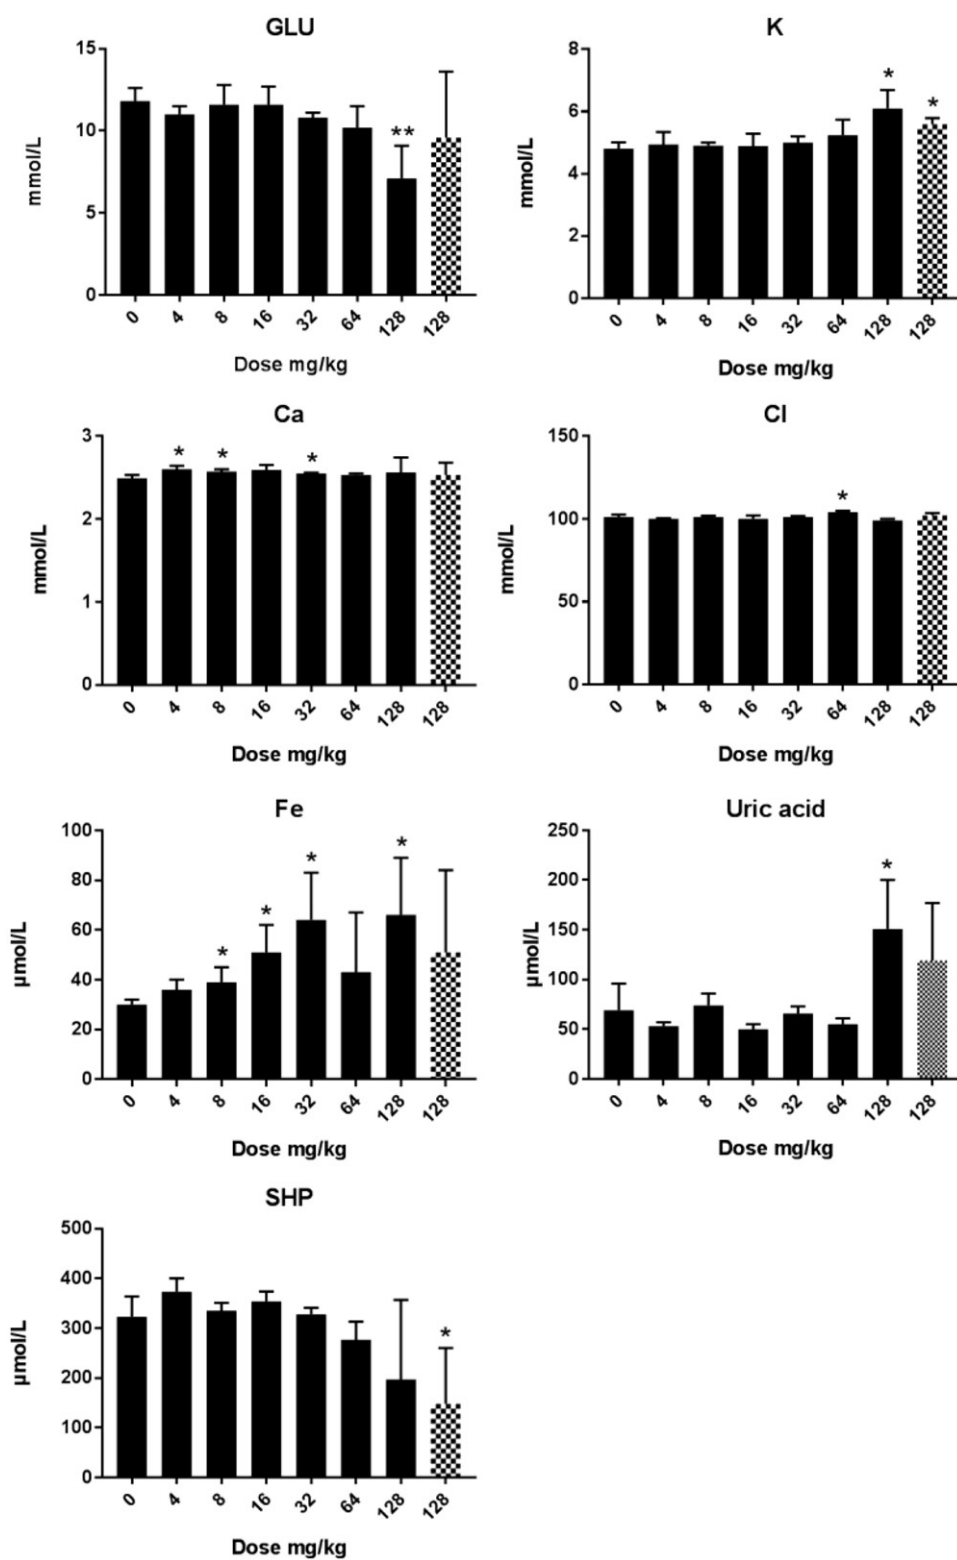 GLU
15
10
5
0
mmol/L
**
0 4 8 16 32 64 128 128
Dose mg/kg
K
8
6
4
2
0
mmol/L
* *
0 4 8 16 32 64 128 128
Dose mg/kg
Ca
3
2
1
0
mmol/L
* * *
0 4 8 16 32 64 128 128
Dose mg/kg
Cl
150
100
50
0
mmol/L
*
0 4 8 16 32 64 128 128
Dose mg/kg
Fe
100
80
60
40
20
0
µmol/L
* * * *
0 4 8 16 32 64 128 128
Dose mg/kg
Uric acid
250
200
150
100
50
0
µmol/L
*
0 4 8 16 32 64 128 128
Dose mg/kg
SHP
500
400
300
200
100
0
µmol/L
*
0 4 8 16 32 64 128 128
Dose mg/kg